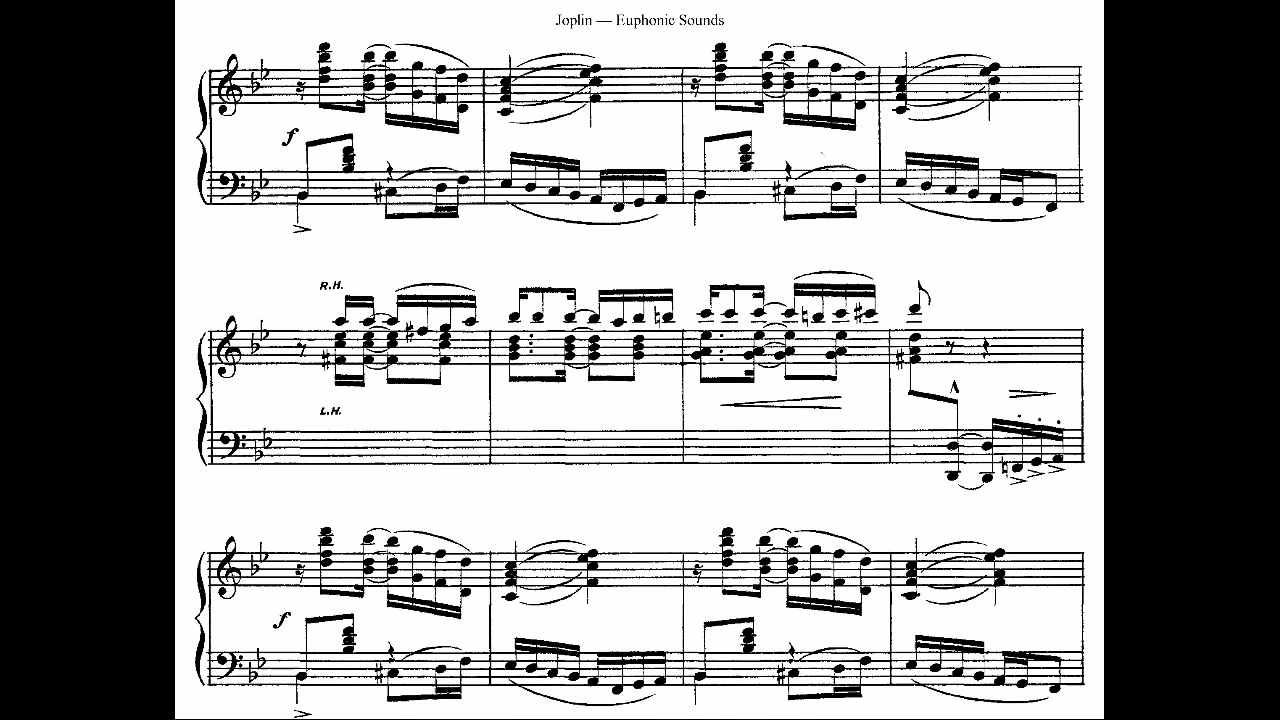 Joplin — Euphonic Sounds
f
R.H.
L.H.
f